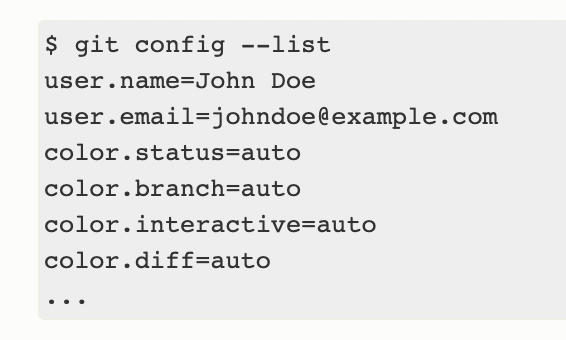 $ git config --list
user.name=John Doe
user.email=johndoe@example.com
color.status=auto
color.branch=auto
color.interactive=auto
color.diff=auto
...